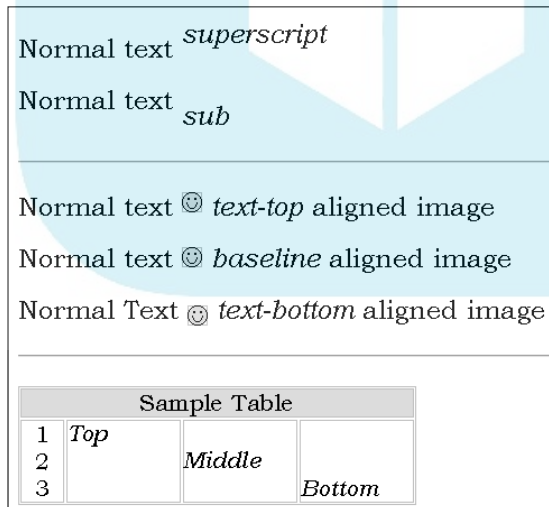 Normal text superscript
Normal text sub
Normal text text-top aligned image
Normal text baseline aligned image
Normal Text text-bottom aligned image
Sample Table
1 Top
2 Middle
3 Bottom